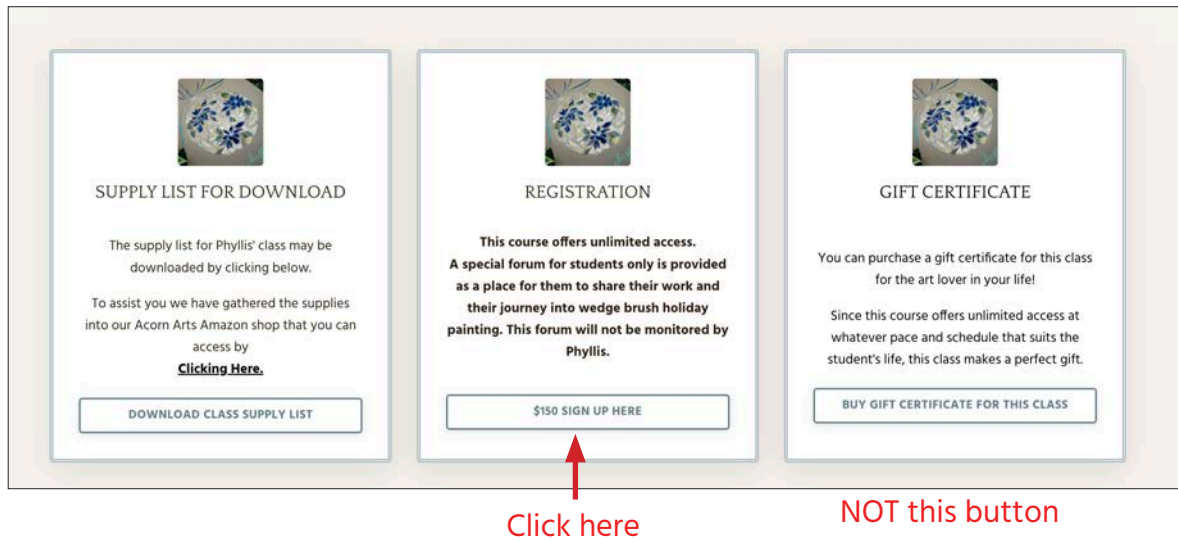 SUPPLY LIST FOR DOWNLOAD
The supply list for Phyllis' class may be
downloaded by clicking below.
To assist you we have gathered the supplies
into our Acorn Arts Amazon shop that you can
access by
Clicking Here.
DOWNLOAD CLASS SUPPLY LIST
REGISTRATION
This course offers unlimited access.
A special forum for students only is provided
as a place for them to share their work and
their journey into wedge brush holiday
painting. This forum will not be monitored by
Phyllis.
$150 SIGN UP HERE
GIFT CERTIFICATE
You can purchase a gift certificate for this class
for the art lover in your life!
Since this course offers unlimited access at
whatever pace and schedule that suits the
student's life, this class makes a perfect gift.
BUY GIFT CERTIFICATE FOR THIS CLASS
Click here
NOT this button